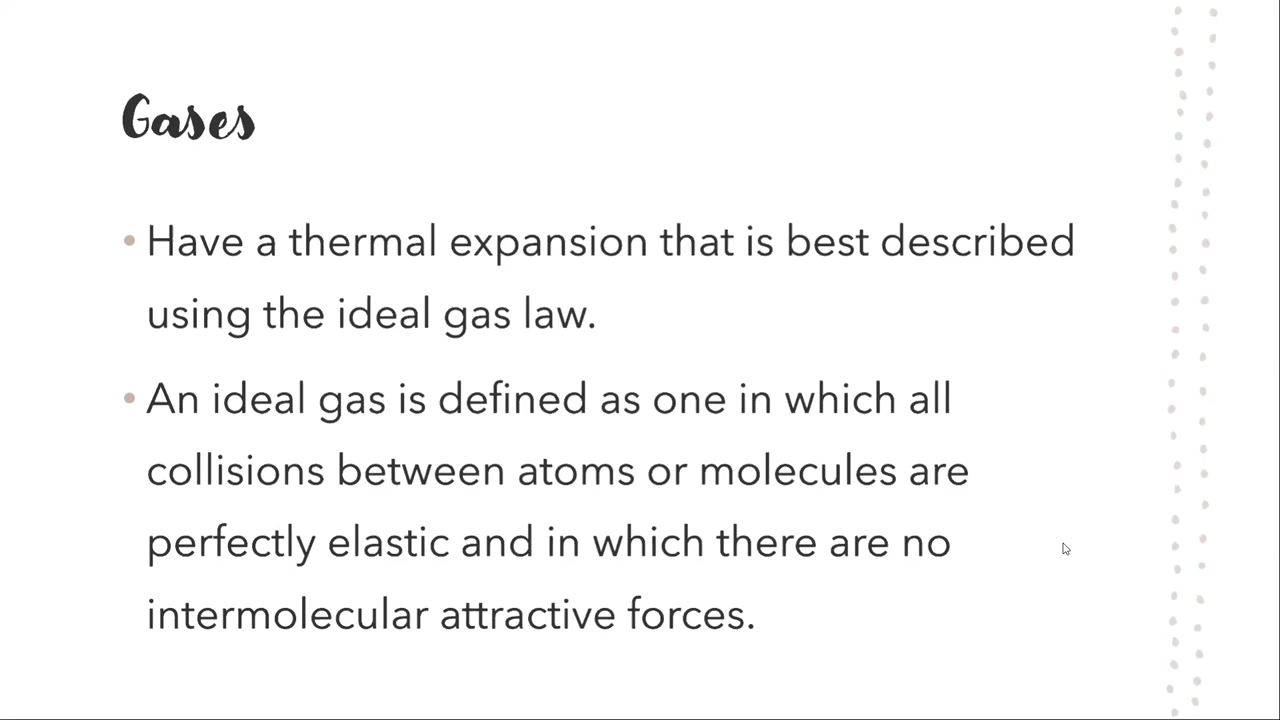 Gases
• Have a thermal expansion that is best described
using the ideal gas law.
• An ideal gas is defined as one in which all
collisions between atoms or molecules are
perfectly elastic and in which there are no
intermolecular attractive forces.